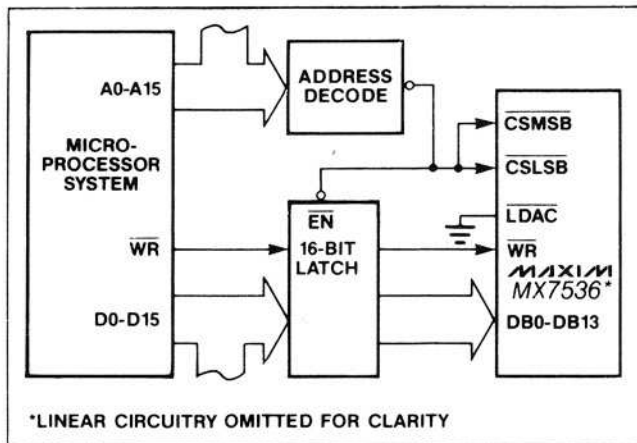 A0-A15
MICRO-
PROCESSOR
SYSTEM
WR
D0-D15
ADDRESS
DECODE
EN
16-BIT
LATCH
CSMSB
CSLSB
LDAC
WR
MAXIM
MX7536*
DB0-DB13
*LINEAR CIRCUITRY OMITTED FOR CLARITY